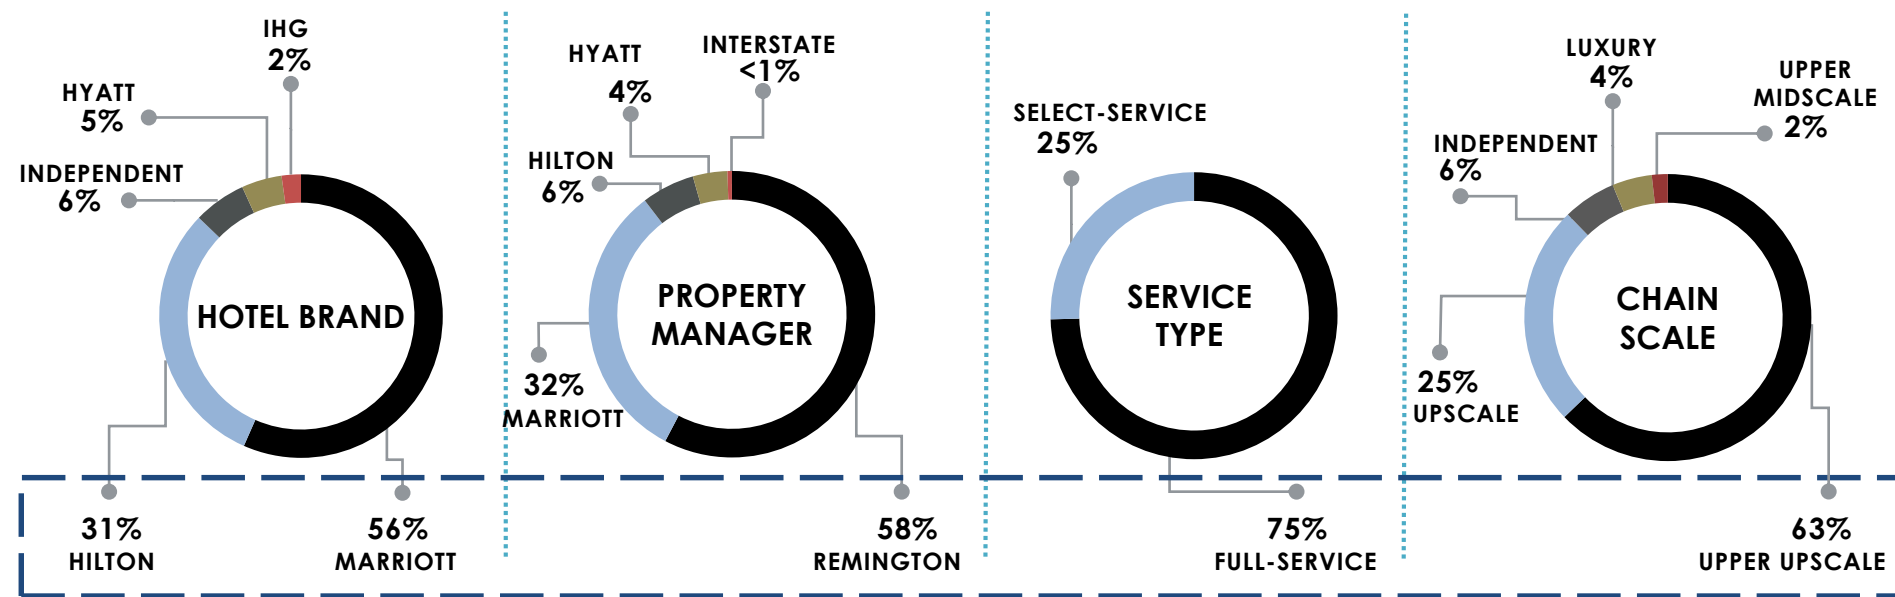 IHG
2%
HYATT
5%
INDEPENDENT
6%
HOTEL BRAND
31%
HILTON
56%
MARRIOTT
HYATT
4%
INTERSTATE
<1%
HILTON
6%
PROPERTY
MANAGER
32%
MARRIOTT
58%
REMINGTON
SELECT-SERVICE
25%
SERVICE
TYPE
75%
FULL-SERVICE
LUXURY
4%
UPPER
MIDSCALE
2%
INDEPENDENT
6%
CHAIN
SCALE
25%
UPSCALE
63%
UPPER UPSCALE